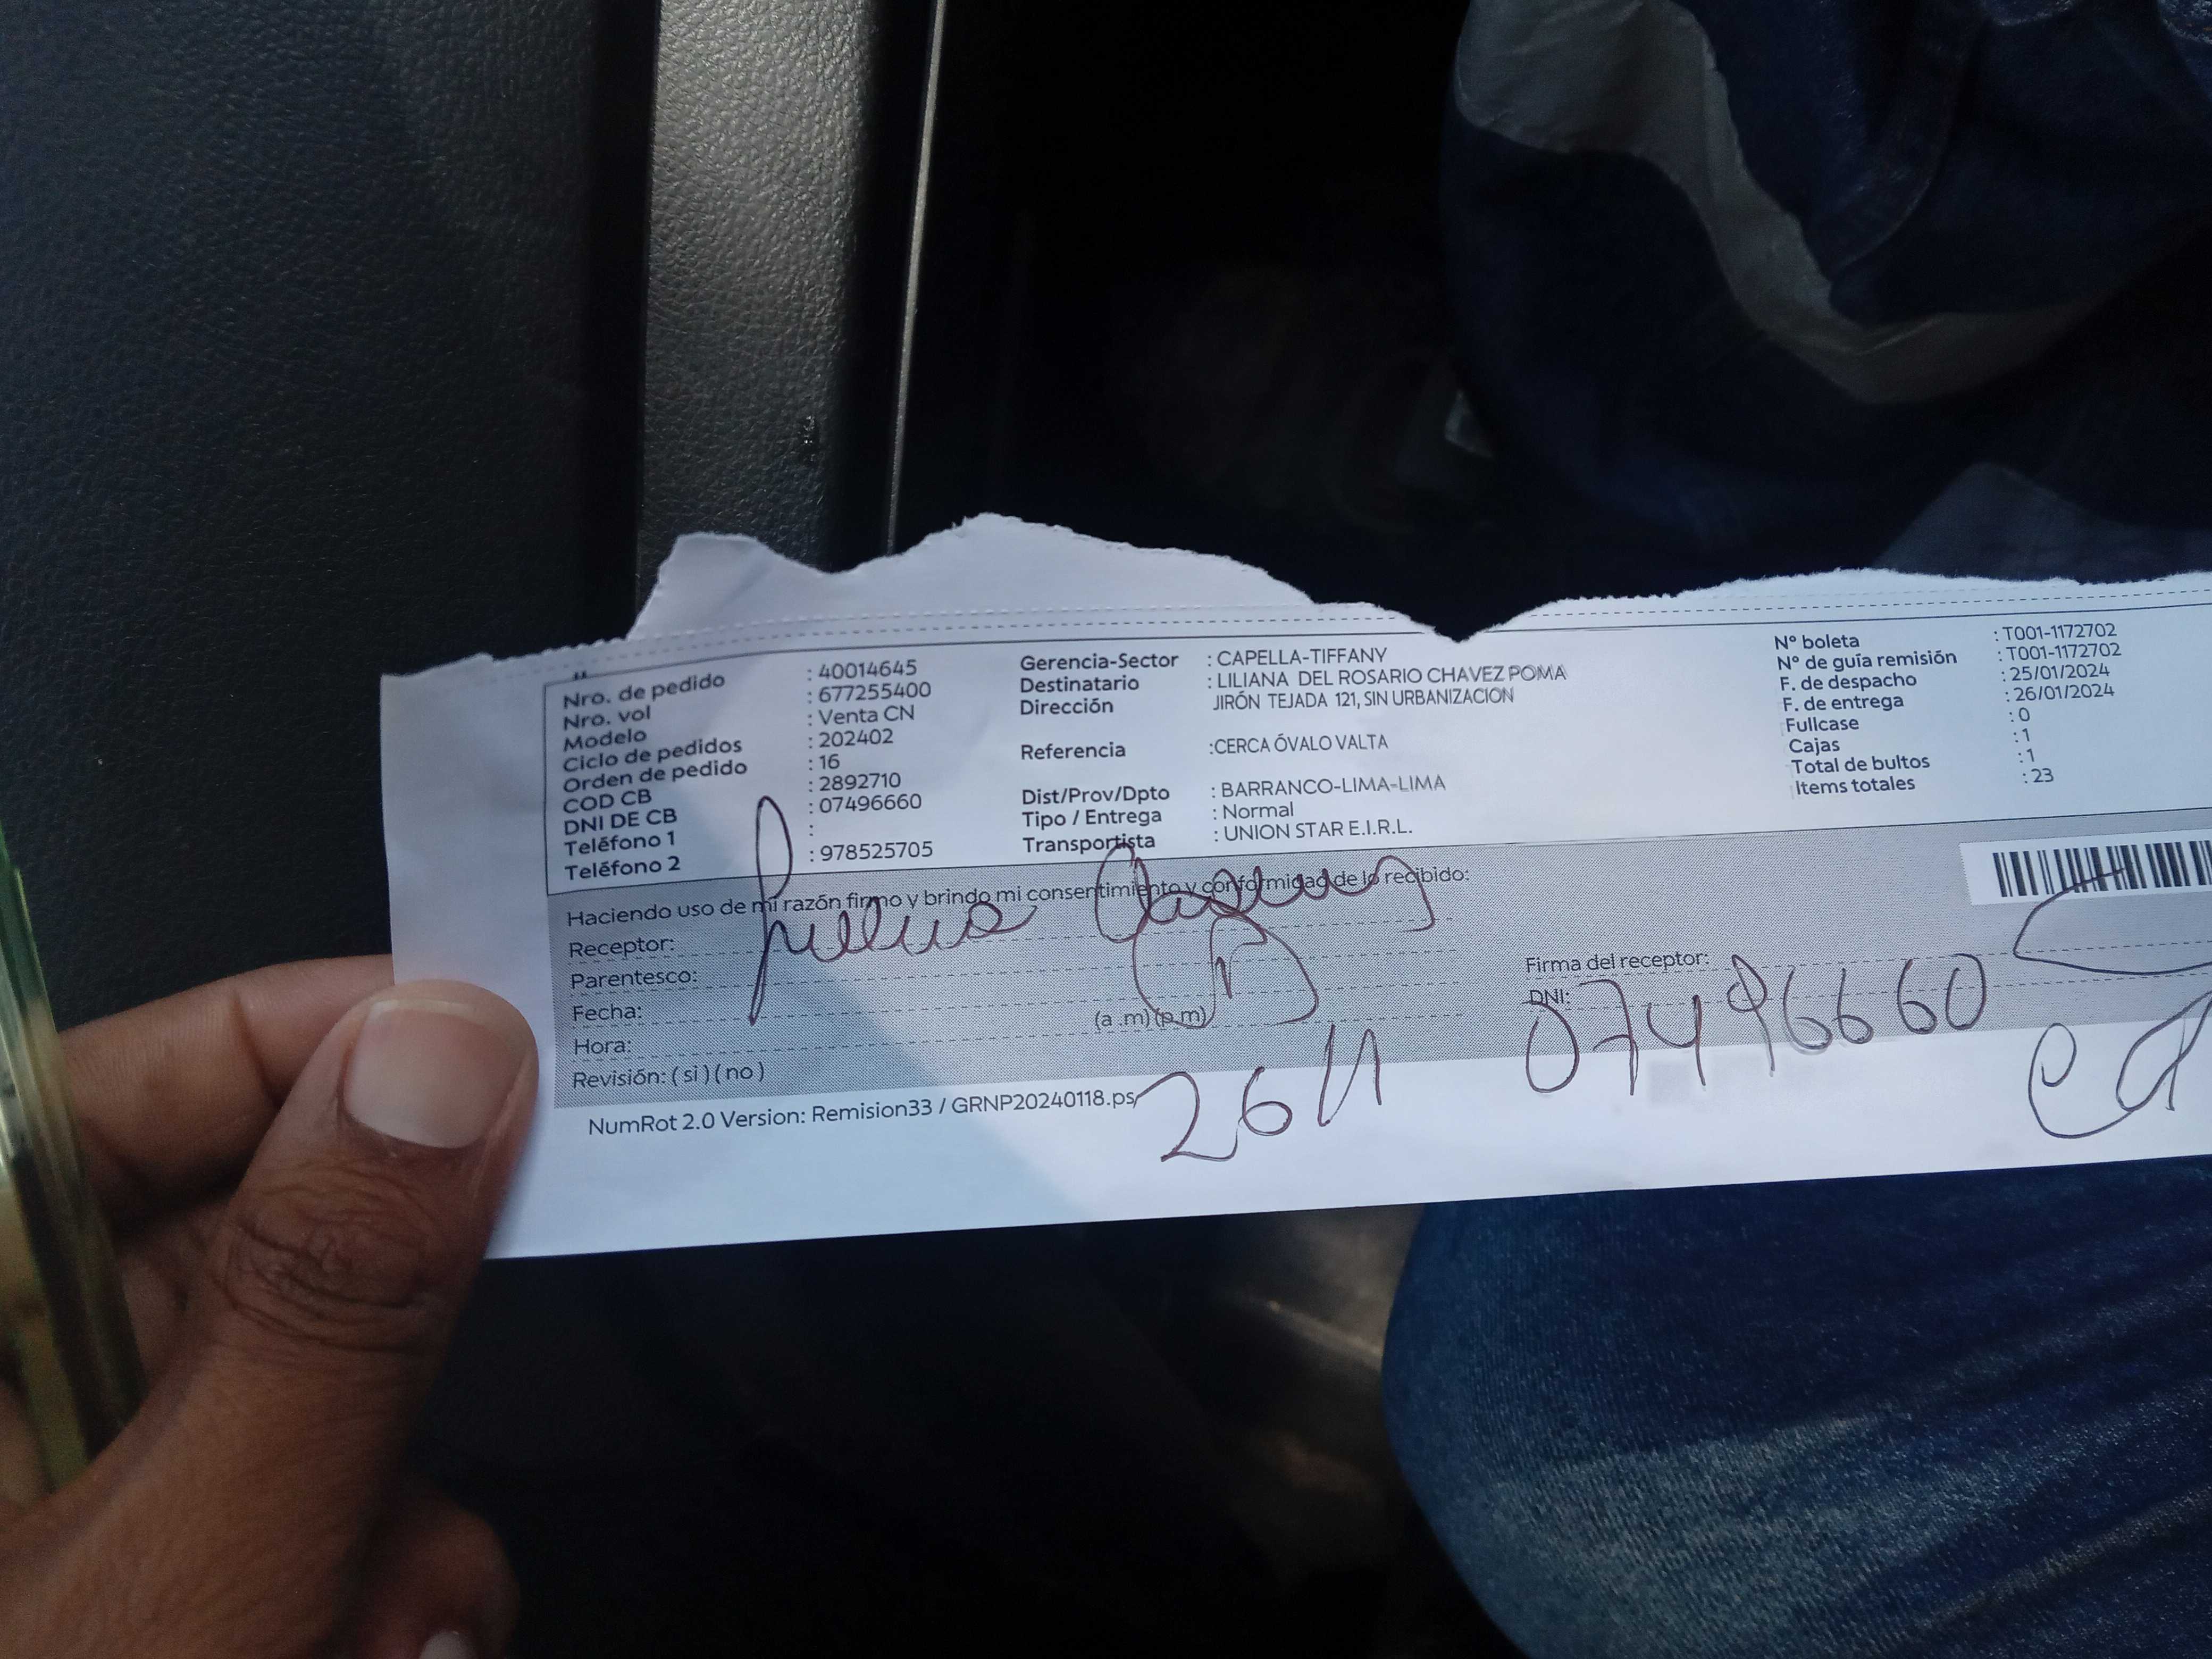 Nro. de pedido : 40014645
Nro. vol : 677255400
Modelo : Venta CN
Ciclo de pedidos : 202402
Orden de pedido : 16
COD CB : 2892710
DNI DE CB : 07496660
Teléfono 1 :
Teléfono 2 : 978525705
Gerencia-Sector : CAPELLA-TIFFANY
Destinatario : LILIANA DEL ROSARIO CHAVEZ POMA
Dirección JIRÓN TEJADA 121, SIN URBANIZACION
Referencia :CERCA ÓVALO VALTA
Dist/Prov/Dpto : BARRANCO-LIMA-LIMA
Tipo / Entrega : Normal
Transportista : UNION STAR E.I.R.L.
Nº boleta : T001-1172702
Nº de guía remisión : T001-1172702
F. de despacho : 25/01/2024
F. de entrega : 26/01/2024
Fullcase : 0
Cajas : 1
Total de bultos : 1
Items totales : 23
Haciendo uso de mi razón firmo y brindo mi consentimiento y conformidad de lo recibido:
Receptor:
Parentesco:
Fecha:
(a .m) (p.m)
Hora:
Revisión: ( si ) ( no )
Firma del receptor:
DNI: 07496660
26/1
NumRot 2.0 Version: Remision33 / GRNP20240118.ps